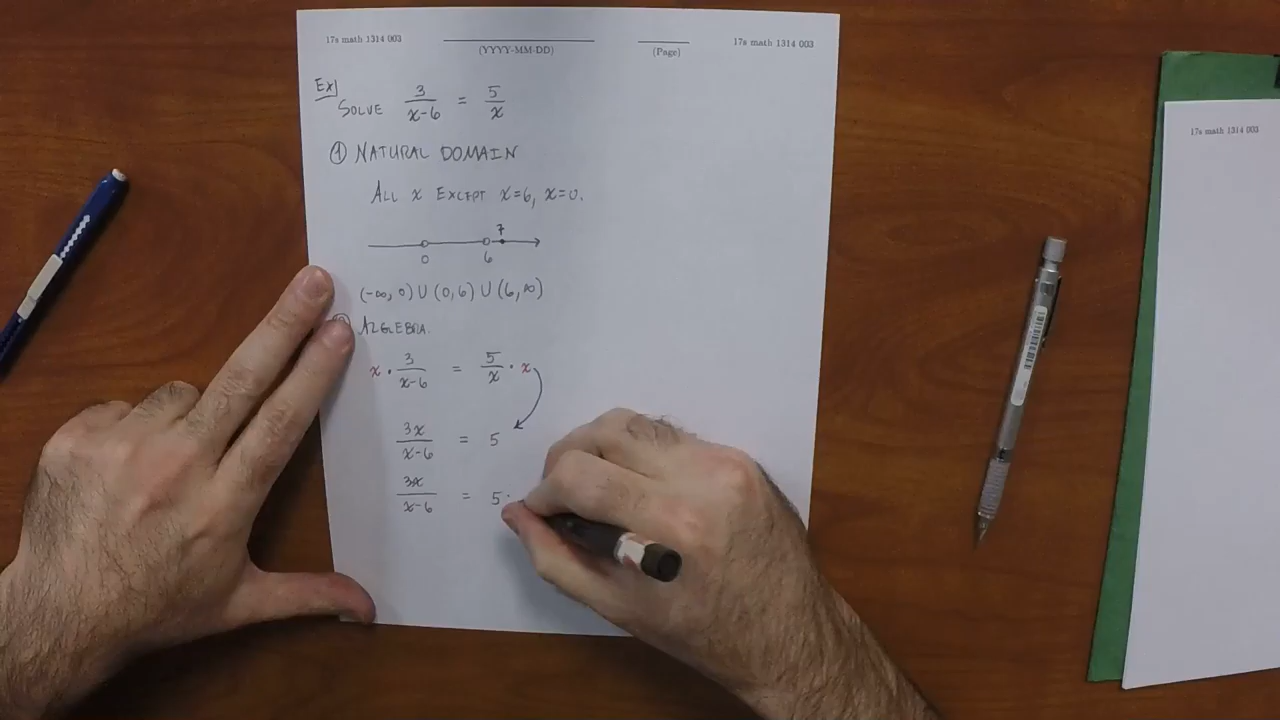 17s math 1314 003 (YYYY-MM-DD) (Page) 17s math 1314 003
Ex
SOLVE 3/(x-6) = 5/x
① NATURAL DOMAIN
ALL x EXCEPT x=6, x=0.
7
0 6
(-∞, 0) ∪ (0,6) ∪ (6, ∞)
ALGEBRA.
x · 3/(x-6) = 5/x · x
3x/(x-6) = 5
3x/(x-6) = 5 ·
17s math 1314 003